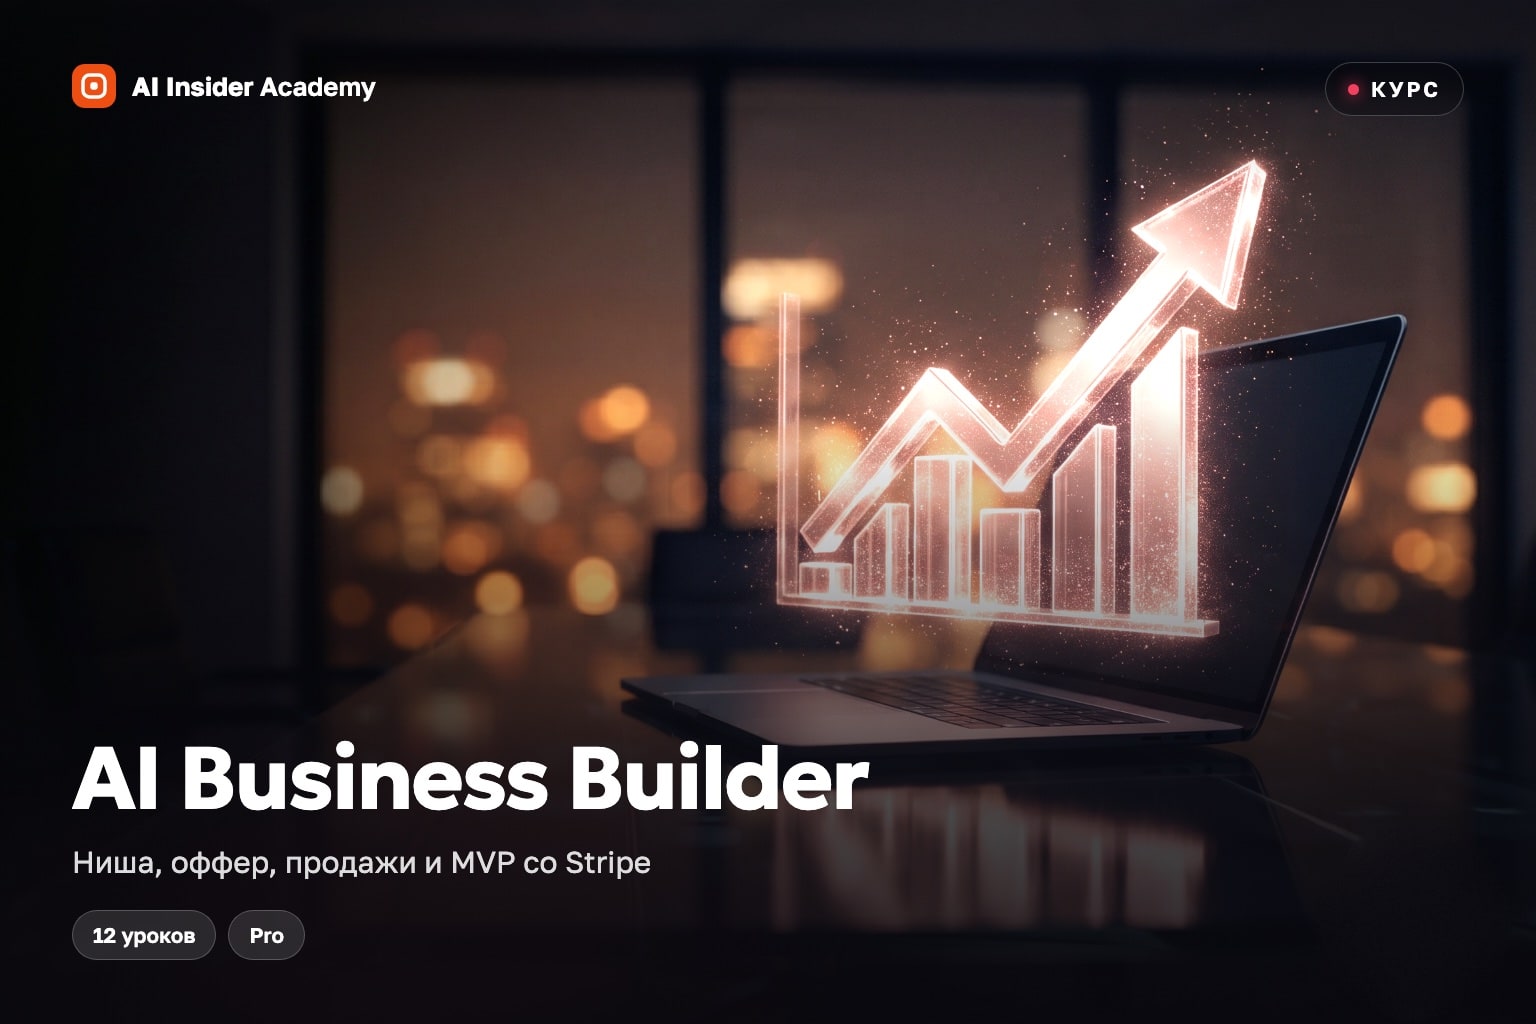 AI Insider Academy
КУРС
AI Business Builder
Ниша, оффер, продажи и MVP со Stripe
12 уроков
Pro